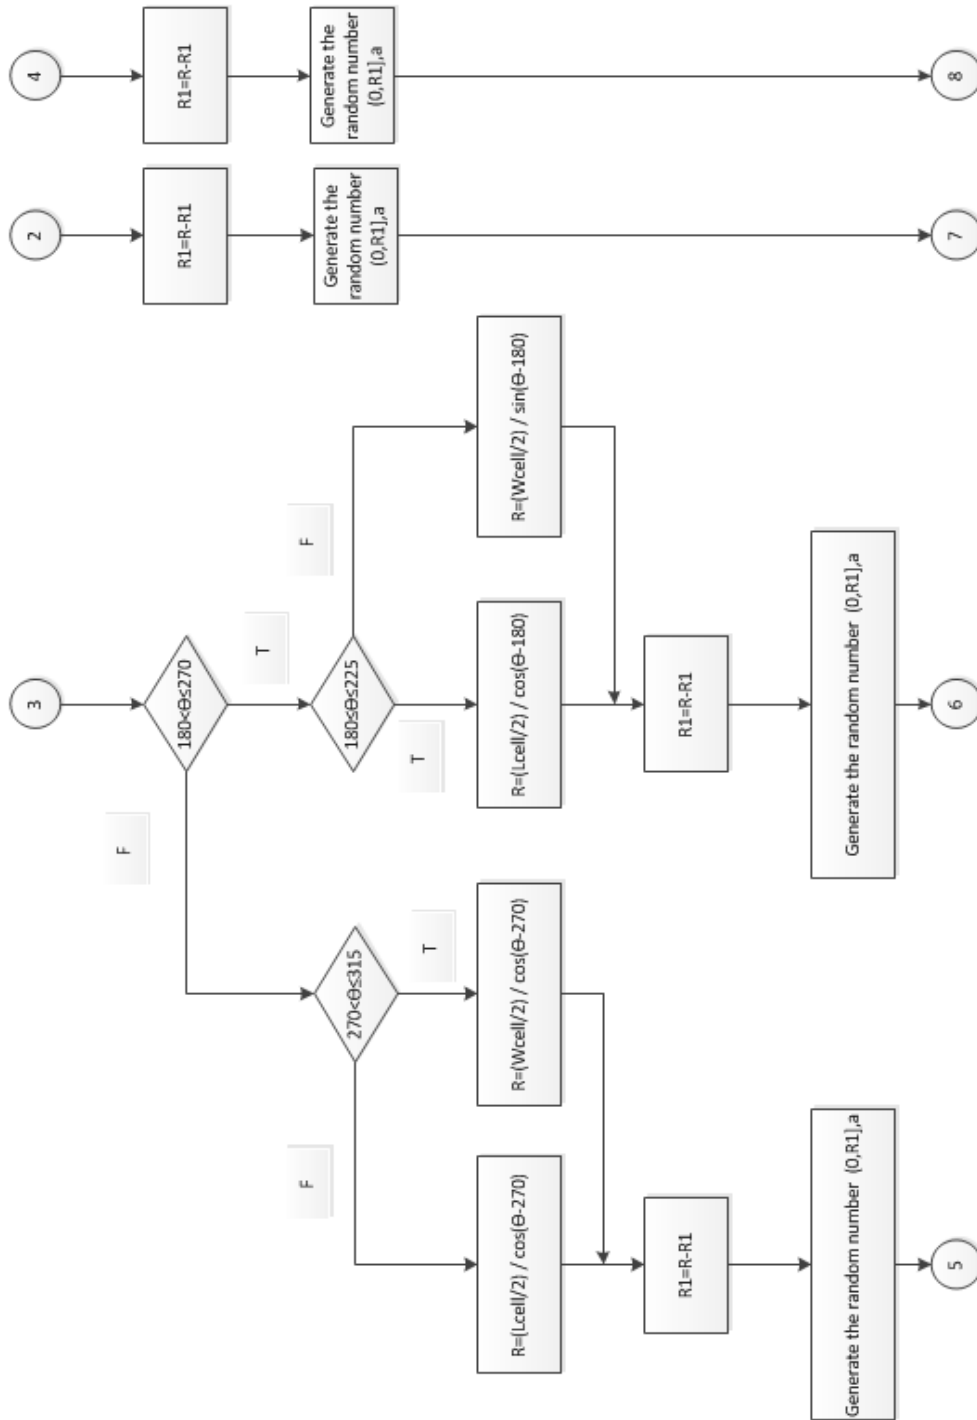 3
180<Θ≤270
F
T
270<Θ≤315
180≤Θ≤225
F
T
T
F
R=(Lcell/2) / cos(Θ-270)
R=(Wcell/2) / cos(Θ-270)
R=(Lcell/2) / cos(Θ-180)
R=(Wcell/2) / sin(Θ-180)
R1=R-R1
R1=R-R1
Generate the random number (0,R1],a
Generate the random number (0,R1],a
5
6
2
R1=R-R1
Generate the
random number
(0,R1],a
7
4
R1=R-R1
Generate the
random number
(0,R1],a
8